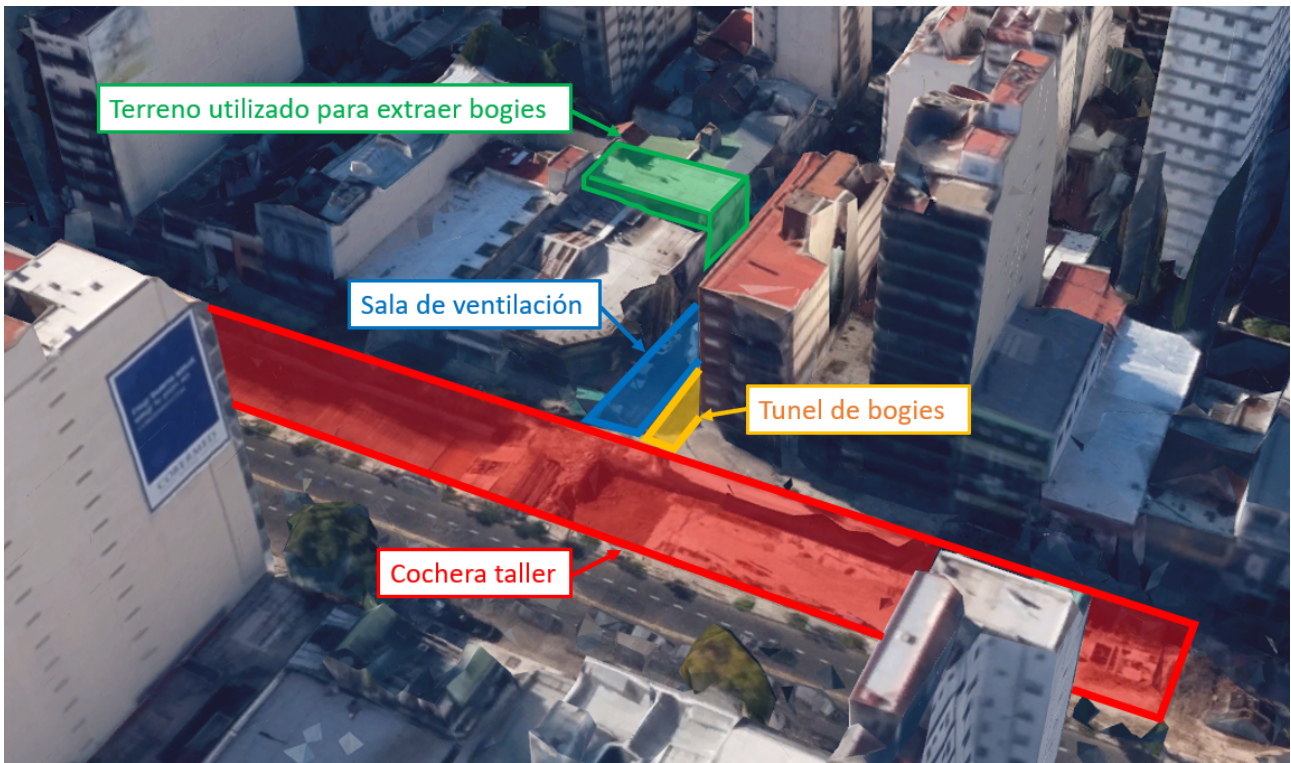 Terreno utilizado para extraer bogies
Sala de ventilación
Tunel de bogies
Cochera taller